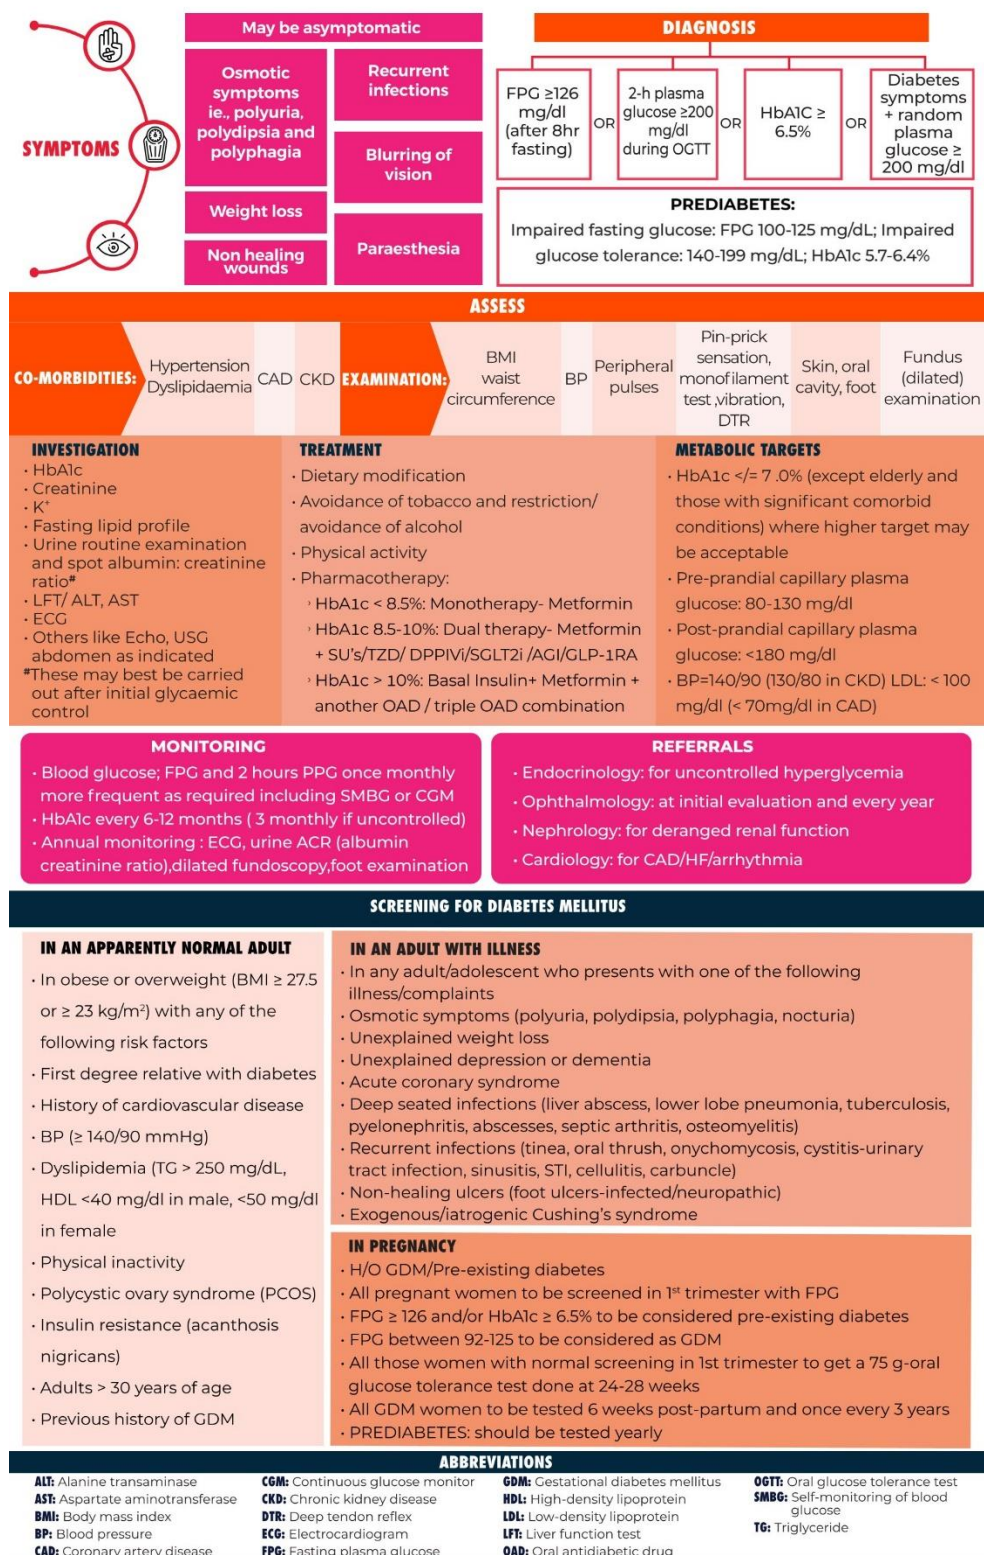 SYMPTOMS
May be asymptomatic
Osmotic
symptoms
ie., polyuria,
polydipsia and
polyphagia
Weight loss
Non healing
wounds
Recurrent
infections
Blurring of
vision
Paraesthesia
DIAGNOSIS
FPG ≥126
mg/dl
(after 8hr
fasting)
OR
2-h plasma
glucose ≥200
mg/dl
during OGTT
OR
HbA1C ≥
6.5%
OR
Diabetes
symptoms
+ random
plasma
glucose ≥
200 mg/dl
PREDIABETES:
Impaired fasting glucose: FPG 100-125 mg/dL; Impaired
glucose tolerance: 140-199 mg/dL; HbA1c 5.7-6.4%
ASSESS
CO-MORBIDITIES:
Hypertension
Dyslipidaemia
CAD
CKD
EXAMINATION:
BMI
waist
circumference
BP
Peripheral
pulses
Pin-prick
sensation,
monofilament
test ,vibration,
DTR
Skin, oral
cavity, foot
Fundus
(dilated)
examination
INVESTIGATION
• HbA1c
• Creatinine
• K⁺
• Fasting lipid profile
• Urine routine examination
and spot albumin: creatinine
ratio#
• LFT/ ALT, AST
• ECG
• Others like Echo, USG
abdomen as indicated
#These may best be carried
out after initial glycaemic
control
TREATMENT
• Dietary modification
• Avoidance of tobacco and restriction/
avoidance of alcohol
• Physical activity
• Pharmacotherapy:
› HbA1c < 8.5%: Monotherapy- Metformin
› HbA1c 8.5-10%: Dual therapy- Metformin
+ SU's/TZD/ DPPIVi/SGLT2i /AGI/GLP-1RA
› HbA1c > 10%: Basal Insulin+ Metformin +
another OAD / triple OAD combination
METABOLIC TARGETS
• HbA1c </= 7 .0% (except elderly and
those with significant comorbid
conditions) where higher target may
be acceptable
• Pre-prandial capillary plasma
glucose: 80-130 mg/dl
• Post-prandial capillary plasma
glucose: <180 mg/dl
• BP=140/90 (130/80 in CKD) LDL: < 100
mg/dl (< 70mg/dl in CAD)
MONITORING
• Blood glucose; FPG and 2 hours PPG once monthly
more frequent as required including SMBG or CGM
• HbA1c every 6-12 months ( 3 monthly if uncontrolled)
• Annual monitoring : ECG, urine ACR (albumin
creatinine ratio),dilated fundoscopy,foot examination
REFERRALS
• Endocrinology: for uncontrolled hyperglycemia
• Ophthalmology: at initial evaluation and every year
• Nephrology: for deranged renal function
• Cardiology: for CAD/HF/arrhythmia
SCREENING FOR DIABETES MELLITUS
IN AN APPARENTLY NORMAL ADULT
• In obese or overweight (BMI ≥ 27.5
or ≥ 23 kg/m²) with any of the
following risk factors
• First degree relative with diabetes
• History of cardiovascular disease
• BP (≥ 140/90 mmHg)
• Dyslipidemia (TG > 250 mg/dL,
HDL <40 mg/dl in male, <50 mg/dl
in female
• Physical inactivity
• Polycystic ovary syndrome (PCOS)
• Insulin resistance (acanthosis
nigricans)
• Adults > 30 years of age
• Previous history of GDM
IN AN ADULT WITH ILLNESS
• In any adult/adolescent who presents with one of the following
illness/complaints
• Osmotic symptoms (polyuria, polydipsia, polyphagia, nocturia)
• Unexplained weight loss
• Unexplained depression or dementia
• Acute coronary syndrome
• Deep seated infections (liver abscess, lower lobe pneumonia, tuberculosis,
pyelonephritis, abscesses, septic arthritis, osteomyelitis)
• Recurrent infections (tinea, oral thrush, onychomycosis, cystitis-urinary
tract infection, sinusitis, STI, cellulitis, carbuncle)
• Non-healing ulcers (foot ulcers-infected/neuropathic)
• Exogenous/iatrogenic Cushing's syndrome
IN PREGNANCY
• H/O GDM/Pre-existing diabetes
• All pregnant women to be screened in 1st trimester with FPG
• FPG ≥ 126 and/or HbA1c ≥ 6.5% to be considered pre-existing diabetes
• FPG between 92-125 to be considered as GDM
• All those women with normal screening in 1st trimester to get a 75 g-oral
glucose tolerance test done at 24-28 weeks
• All GDM women to be tested 6 weeks post-partum and once every 3 years
• PREDIABETES: should be tested yearly
ABBREVIATIONS
ALT: Alanine transaminase
AST: Aspartate aminotransferase
BMI: Body mass index
BP: Blood pressure
CAD: Coronary artery disease
CGM: Continuous glucose monitor
CKD: Chronic kidney disease
DTR: Deep tendon reflex
ECG: Electrocardiogram
FPG: Fasting plasma glucose
GDM: Gestational diabetes mellitus
HDL: High-density lipoprotein
LDL: Low-density lipoprotein
LFT: Liver function test
OAD: Oral antidiabetic drug
OGTT: Oral glucose tolerance test
SMBG: Self-monitoring of blood
glucose
TG: Triglyceride